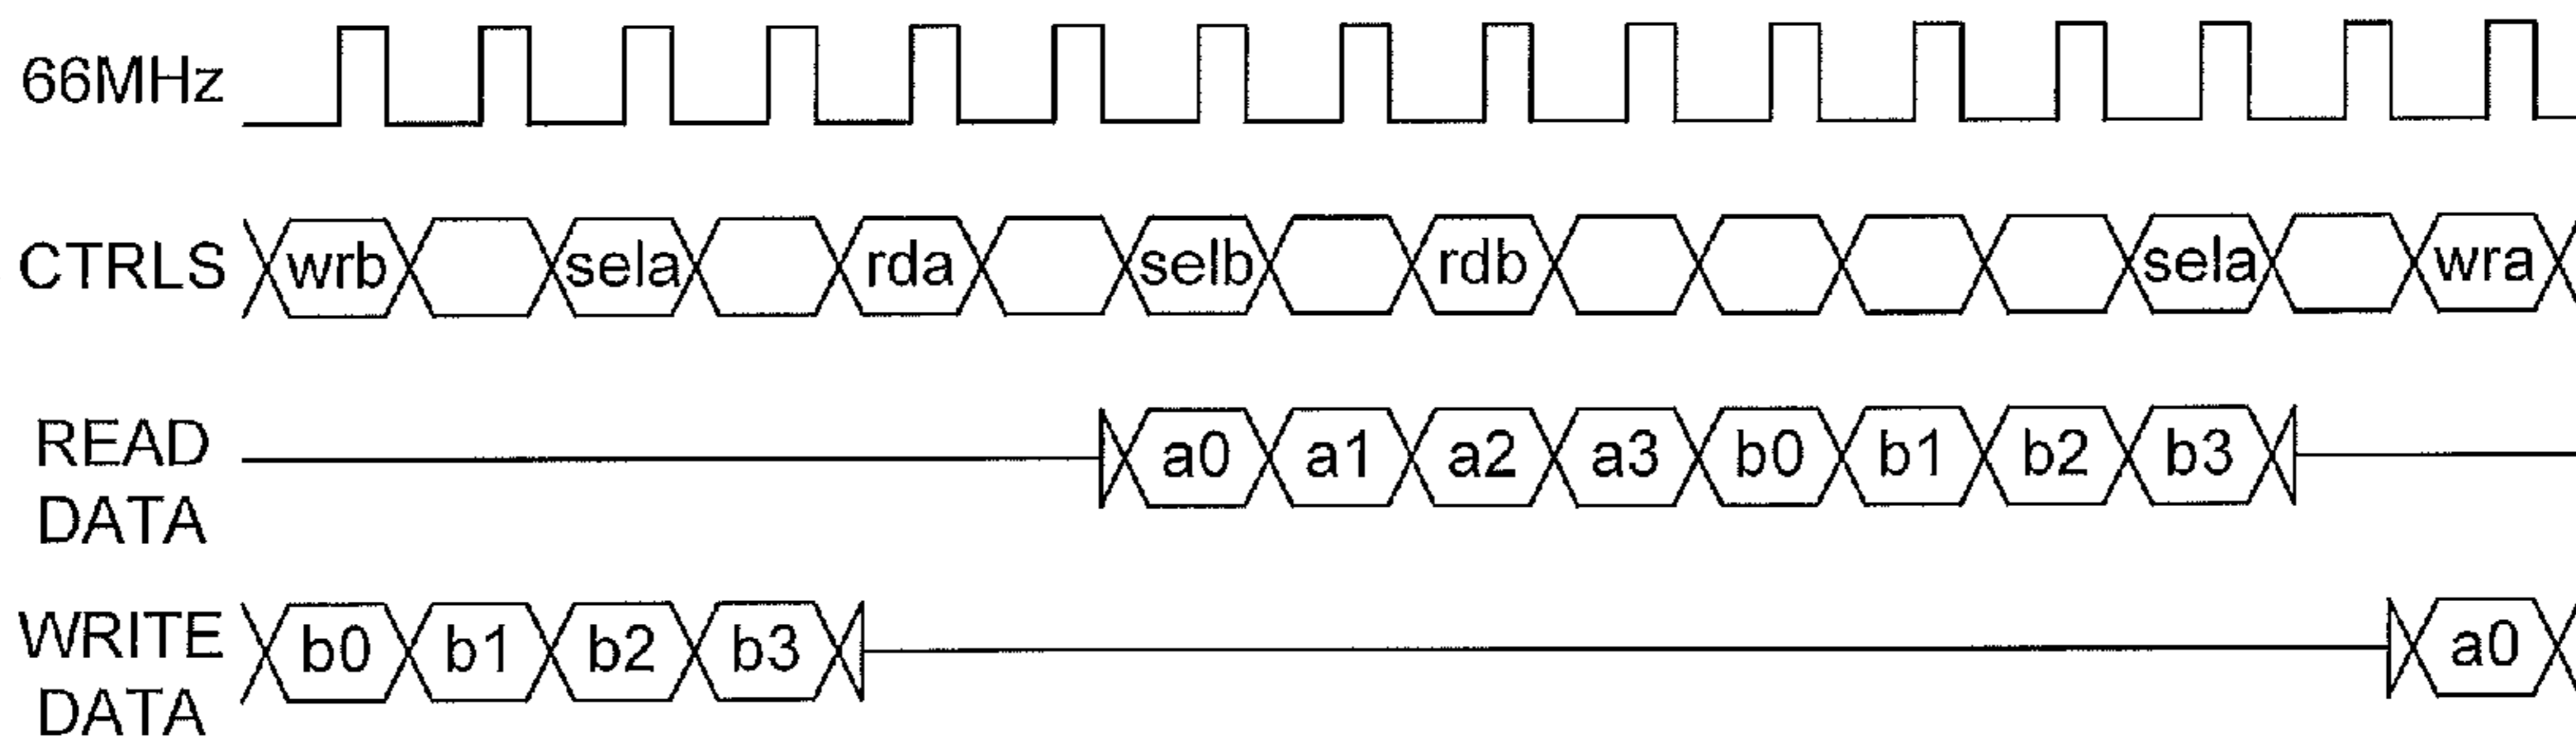 66MHz
CTRLS wrb sela rda selb rdb sela wra
READ DATA a0 a1 a2 a3 b0 b1 b2 b3
WRITE DATA b0 b1 b2 b3 a0